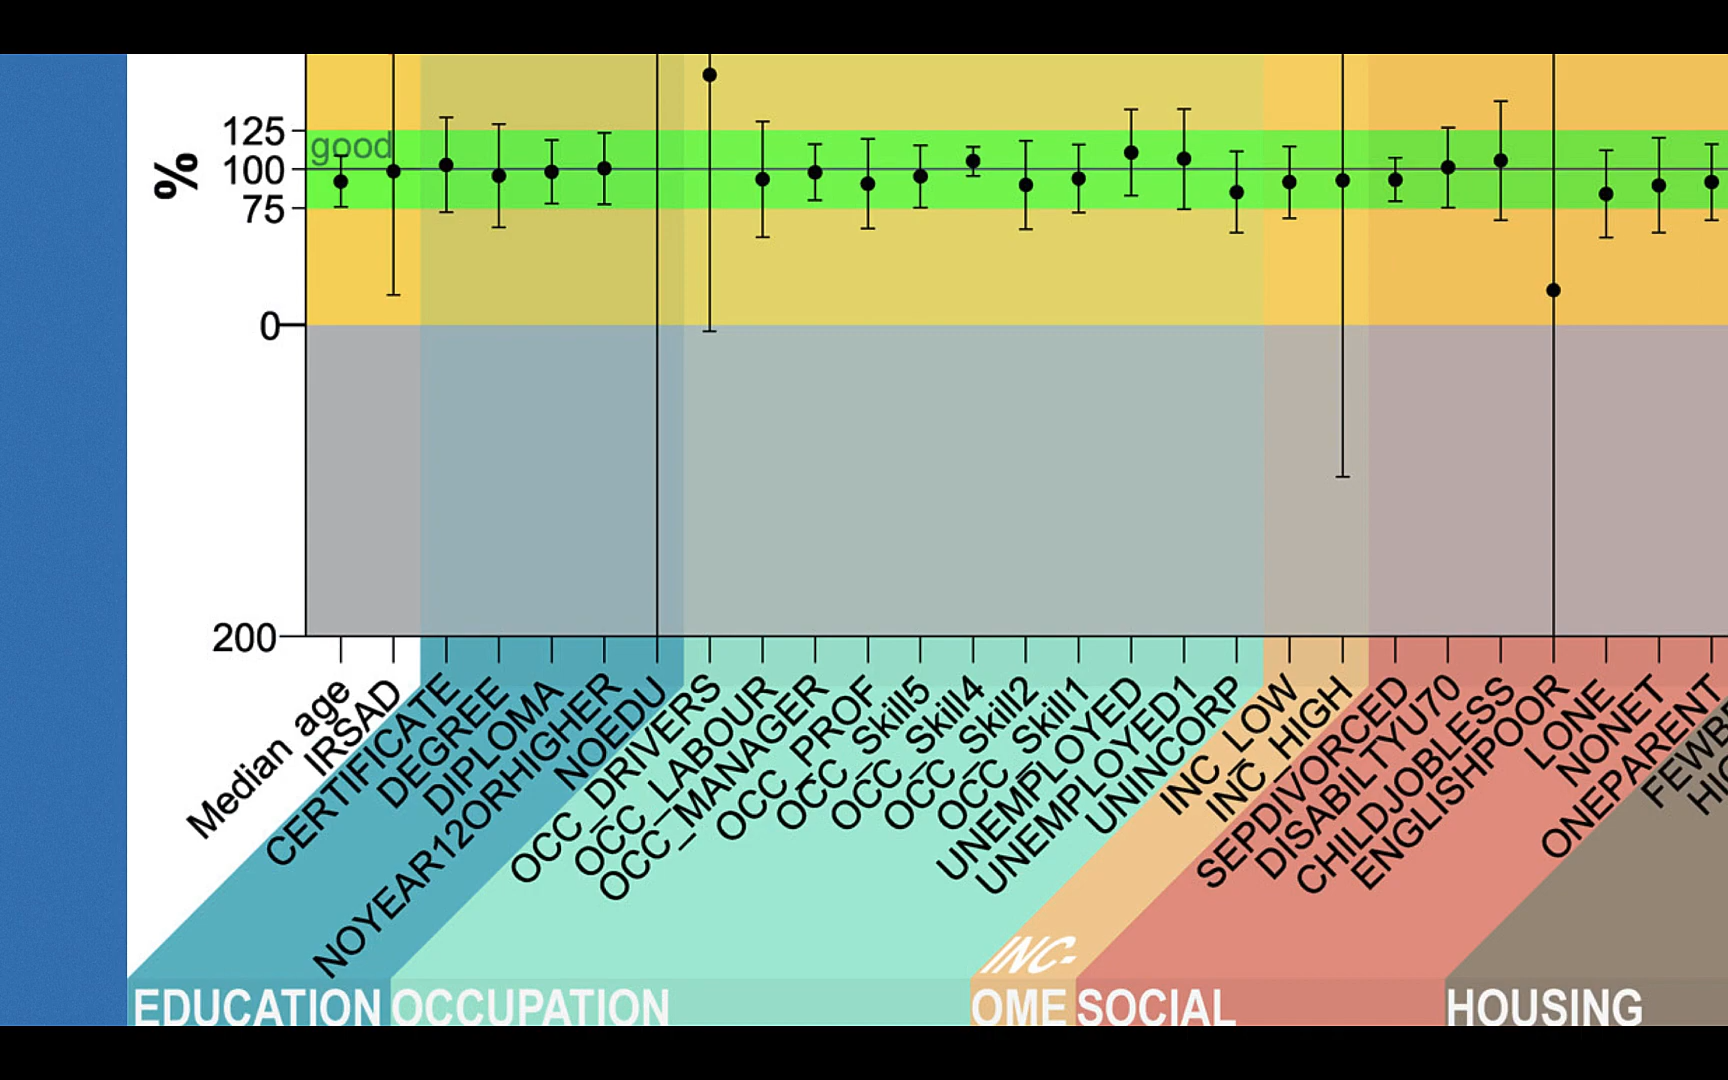 125
good
100
%
75
0
200
Median age
IRSAD
CERTIFICATE
DEGREE
DIPLOMA
NOYEAR12ORHIGHER
NOEDU
OCC_DRIVERS
OCC_LABOUR
OCC_MANAGER
OCC_PROF
OCC_Skill5
OCC_Skill4
OCC_Skill2
OCC_Skill1
UNEMPLOYED
UNEMPLOYED1
UNINCORP
INC_LOW
INC_HIGH
SEPDIVORCED
DISABILTYU70
CHILDJOBLESS
ENGLISHPOOR
LONE
NONET
ONEPARENT
EDUCATION
OCCUPATION
INC-
OME
SOCIAL
HOUSING